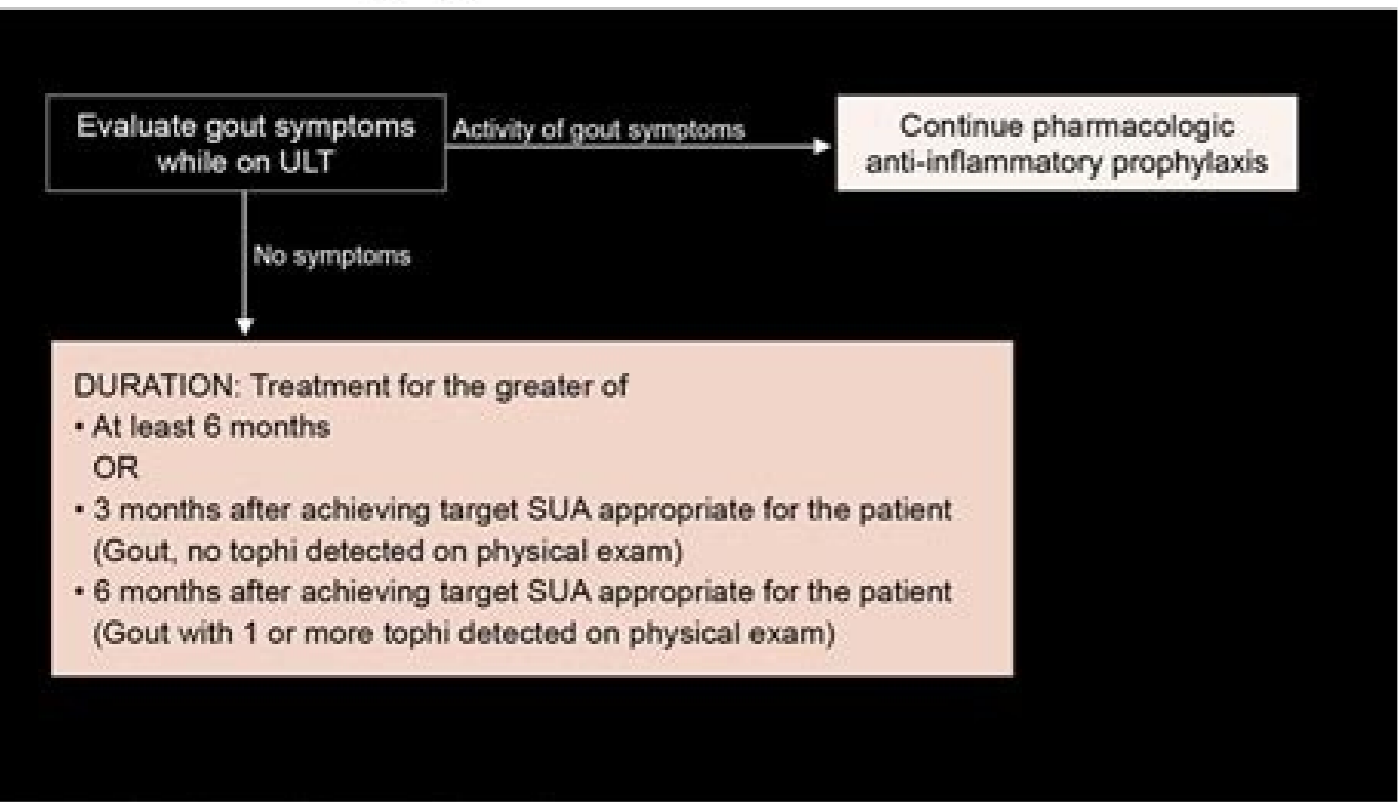 Evaluate gout symptoms
while on ULT
Activity of gout symptoms
Continue pharmacologic
anti-inflammatory prophylaxis
No symptoms
DURATION: Treatment for the greater of
• At least 6 months
OR
• 3 months after achieving target SUA appropriate for the patient
(Gout, no tophi detected on physical exam)
• 6 months after achieving target SUA appropriate for the patient
(Gout with 1 or more tophi detected on physical exam)